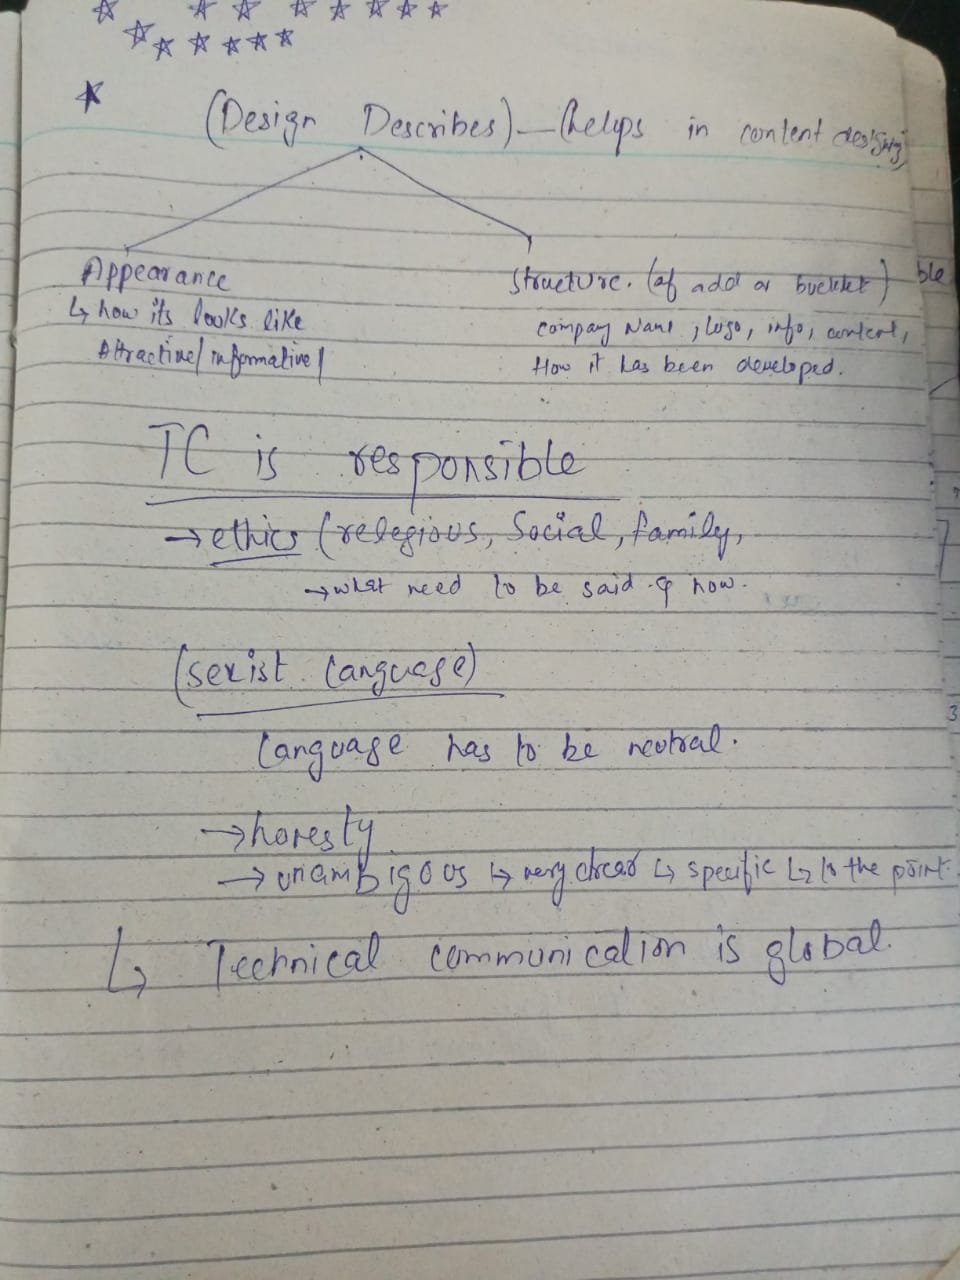 (Design Describes) — (helps in content designing)
Appearance
↳ how its looks like
Attractive/informative/
Structure. (of add or bucklet)
company Name, logo, info, content,
How it has been developed.
ble
TC is responsible
→ ethics (relegious, Social, family,
→ what need to be said & how.
(sexist language)
language has to be neutral.
→ honesty
→ unambigous ↳ very clear ↳ specific ↳ to the point.
↳ Technical communication is global.
3